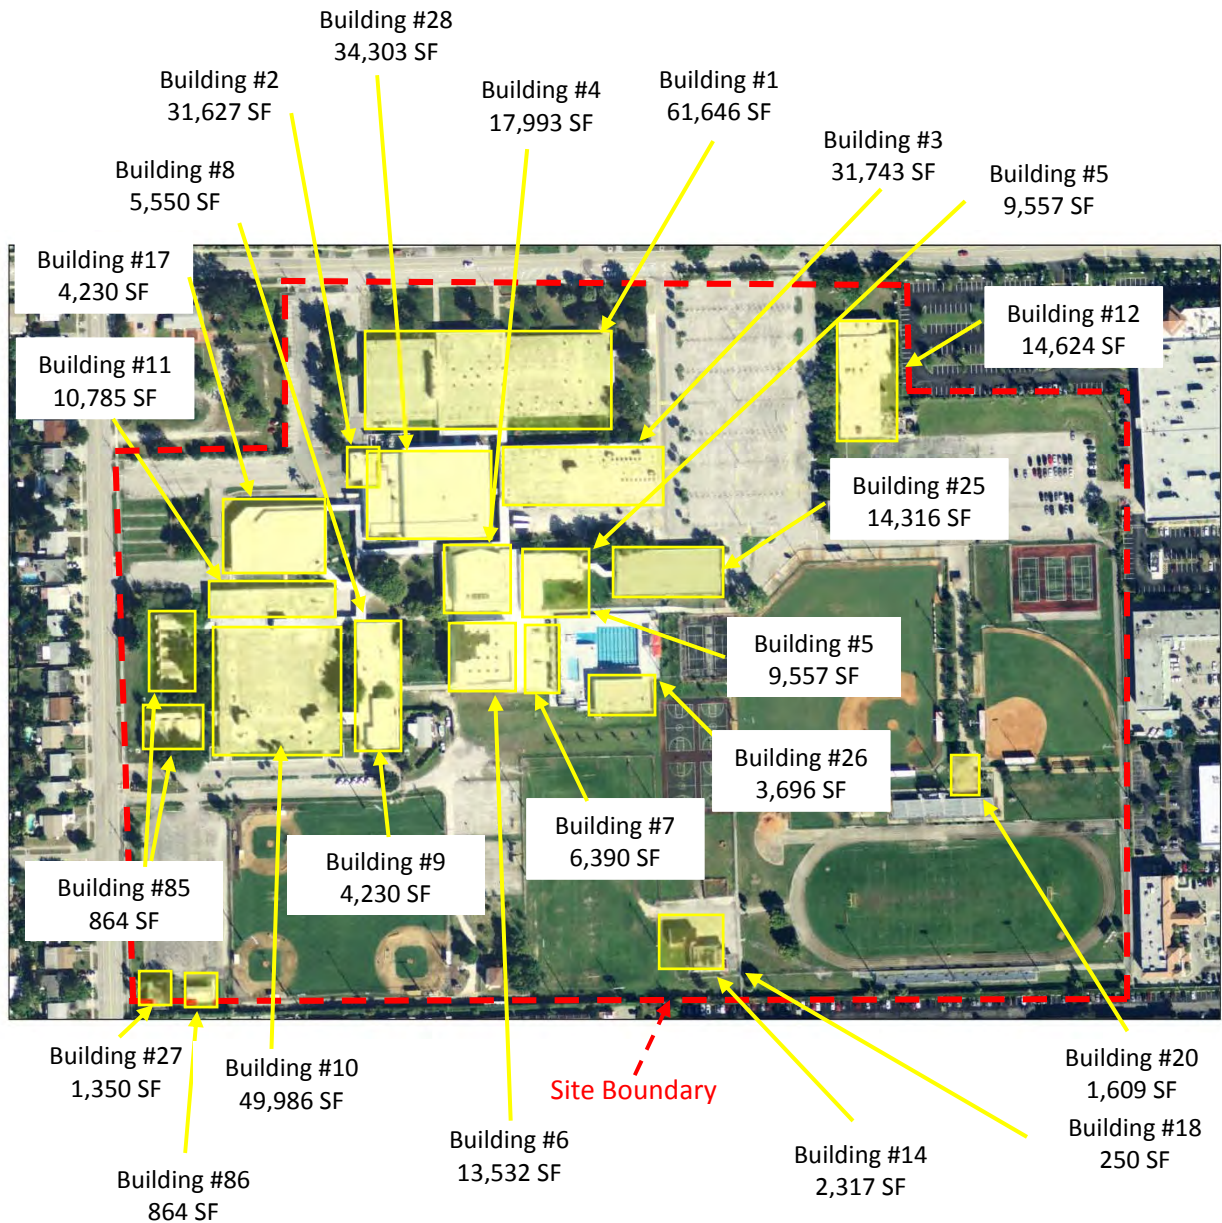 Building #28
34,303 SF
Building #2
31,627 SF
Building #4
17,993 SF
Building #1
61,646 SF
Building #3
31,743 SF
Building #8
5,550 SF
Building #5
9,557 SF
Building #17
4,230 SF
Building #12
14,624 SF
Building #11
10,785 SF
Building #25
14,316 SF
Building #5
9,557 SF
Building #26
3,696 SF
Building #7
6,390 SF
Building #9
4,230 SF
Building #85
864 SF
Building #27
1,350 SF
Building #10
49,986 SF
Site Boundary
Building #20
1,609 SF
Building #6
13,532 SF
Building #18
250 SF
Building #14
2,317 SF
Building #86
864 SF